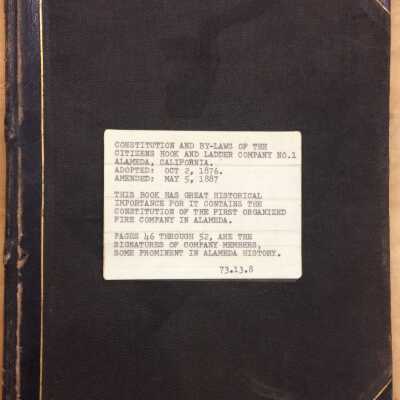 CONSTITUTION AND BY-LAWS OF THE
CITIZENS HOOK AND LADDER COMPANY NO.1
ALAMEDA, CALIFORNIA.
ADOPTED: OCT 2, 1876.
AMENDED: MAY 5, 1887
THIS BOOK HAS GREAT HISTORICAL
IMPORTANCE FOR IT CONTAINS THE
CONSTITUTION OF THE FIRST ORGANIZED
FIRE COMPANY IN ALAMEDA.
PAGES 46 THROUGH 52, ARE THE
SIGNATURES OF COMPANY MEMBERS,
SOME PROMINENT IN ALAMEDA HISTORY.
73.13.8